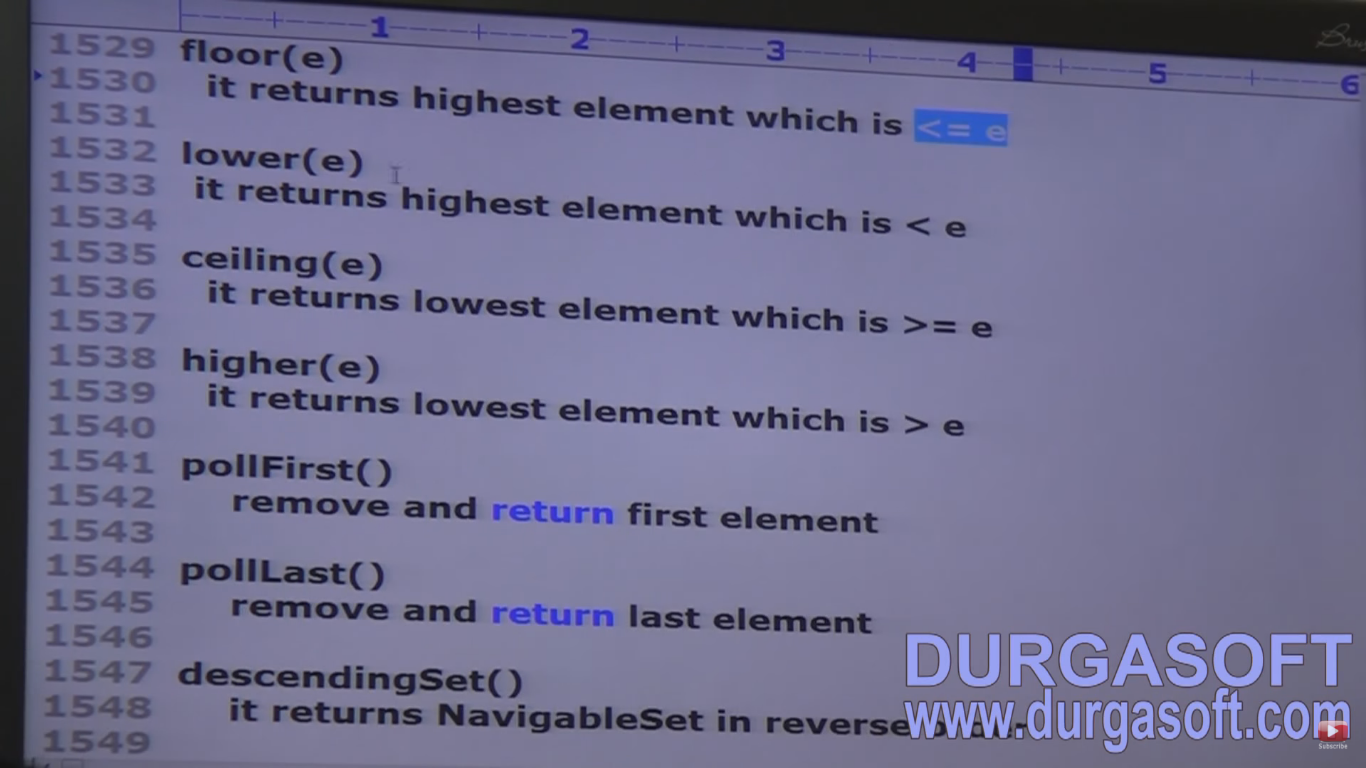 1 2 3 4 5 6
1529 floor(e)
1530 it returns highest element which is <= e
1531
1532 lower(e)
1533 it returns highest element which is < e
1534
1535 ceiling(e)
1536 it returns lowest element which is >= e
1537
1538 higher(e)
1539 it returns lowest element which is > e
1540
1541 pollFirst()
1542 remove and return first element
1543
1544 pollLast()
1545 remove and return last element
1546
1547 descendingSet()
1548 it returns NavigableSet in reverse
1549
DURGASOFT
www.durgasoft.com
Subscribe